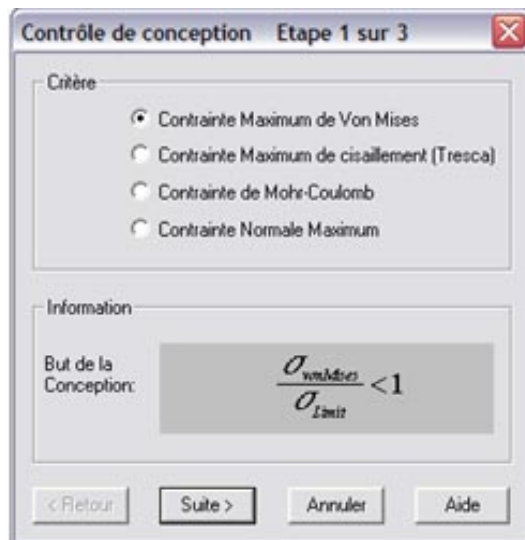 Contrôle de conception Etape 1 sur 3
Critère
Contrainte Maximum de Von Mises
Contrainte Maximum de cisaillement (Tresca)
Contrainte de Mohr-Coulomb
Contrainte Normale Maximum
Information
But de la
Conception:
σvonMises
σLimit
<1
< Retour
Suite >
Annuler
Aide